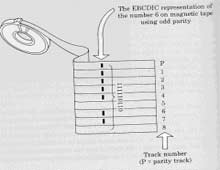 The EBCDIC representation of
the number 6 on magnetic tape
using odd parity
P
1
2
3
4
5
6
7
8
Track number
(P = parity track)